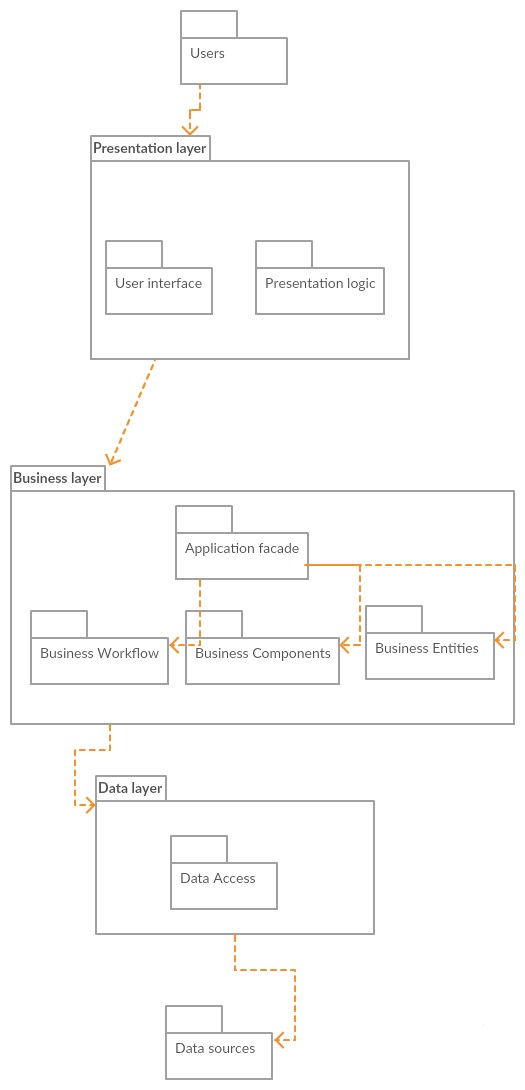 Users
Presentation layer
User interface
Presentation logic
Business layer
Application facade
Business Workflow
Business Components
Business Entities
Data layer
Data Access
Data sources